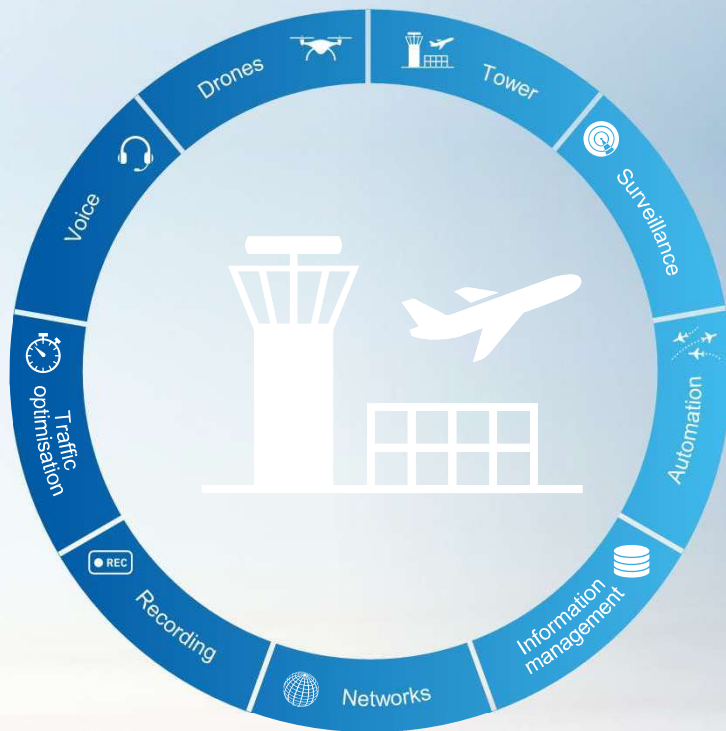 Drones
Tower
Surveillance
Automation
Information
management
Networks
REC
Recording
Traffic
optimisation
Voice